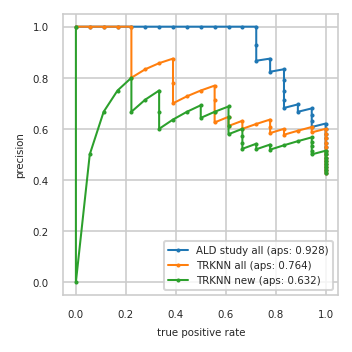 1.0
0.8
0.6
0.4
0.2
0.0
precision
ALD study all (aps: 0.928)
TRKNN all (aps: 0.764)
TRKNN new (aps: 0.632)
0.0 0.2 0.4 0.6 0.8 1.0
true positive rate